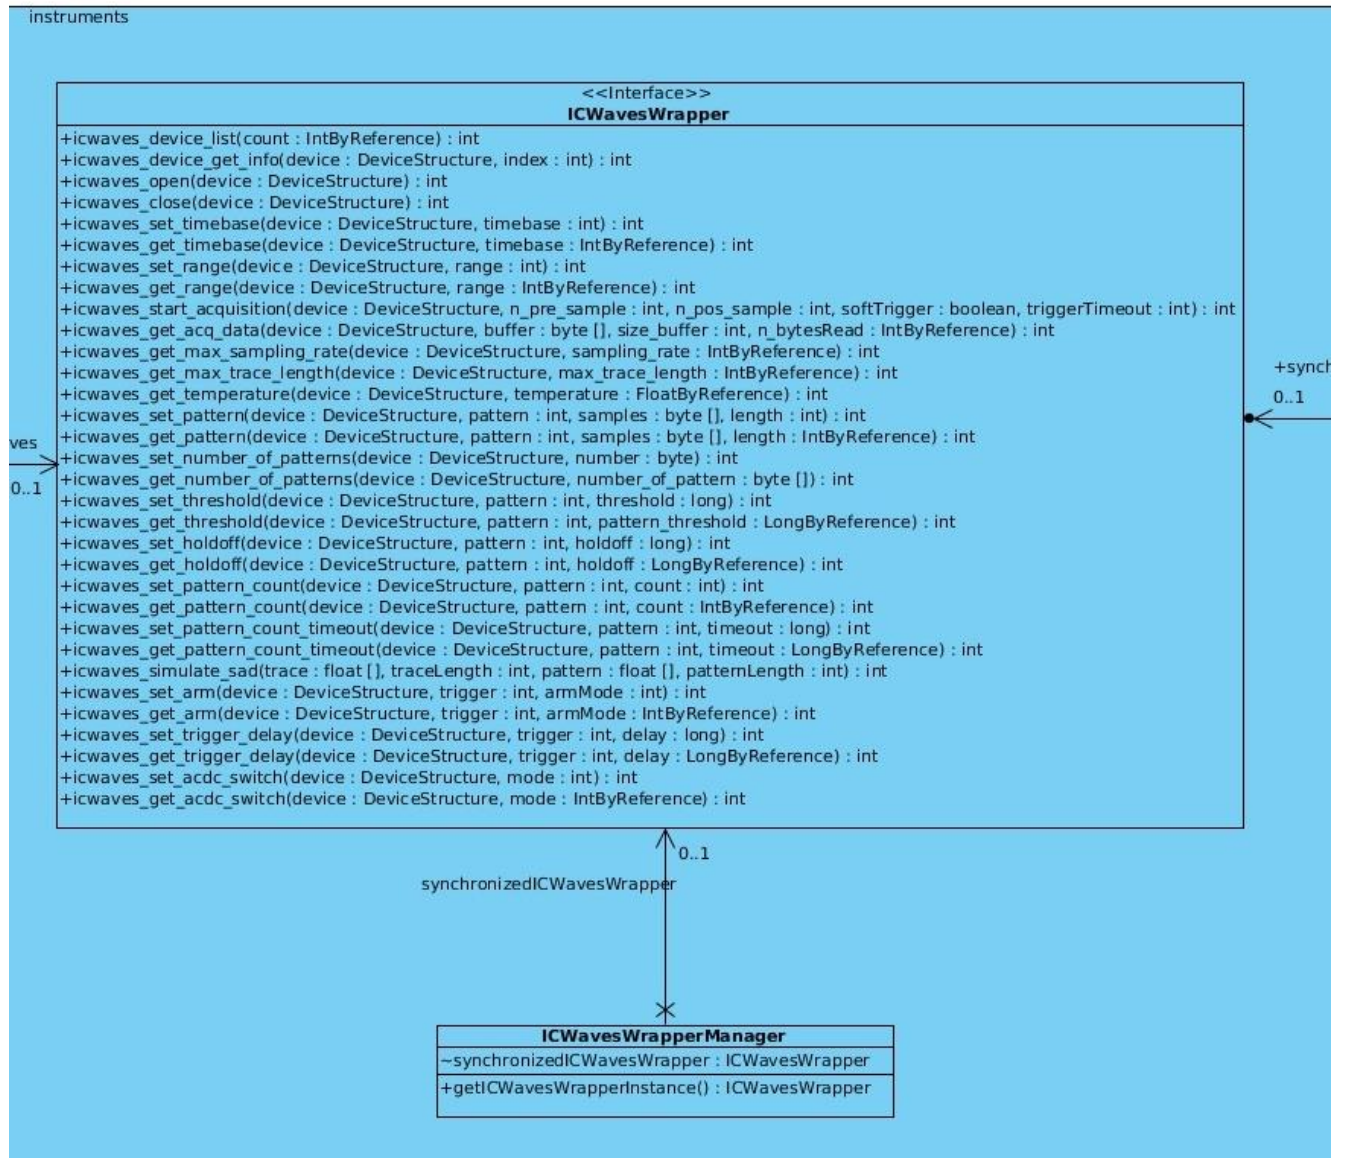 instruments
<<Interface>>
ICWavesWrapper
+icwaves_device_list(count : IntByReference) : int
+icwaves_device_get_info(device : DeviceStructure, index : int) : int
+icwaves_open(device : DeviceStructure) : int
+icwaves_close(device : DeviceStructure) : int
+icwaves_set_timebase(device : DeviceStructure, timebase : int) : int
+icwaves_get_timebase(device : DeviceStructure, timebase : IntByReference) : int
+icwaves_set_range(device : DeviceStructure, range : int) : int
+icwaves_get_range(device : DeviceStructure, range : IntByReference) : int
+icwaves_start_acquisition(device : DeviceStructure, n_pre_sample : int, n_pos_sample : int, softTrigger : boolean, triggerTimeout : int) : int
+icwaves_get_acq_data(device : DeviceStructure, buffer : byte [], size_buffer : int, n_bytesRead : IntByReference) : int
+icwaves_get_max_sampling_rate(device : DeviceStructure, sampling_rate : IntByReference) : int
+icwaves_get_max_trace_length(device : DeviceStructure, max_trace_length : IntByReference) : int
+icwaves_get_temperature(device : DeviceStructure, temperature : FloatByReference) : int
+icwaves_set_pattern(device : DeviceStructure, pattern : int, samples : byte [], length : int) : int
+icwaves_get_pattern(device : DeviceStructure, pattern : int, samples : byte [], length : IntByReference) : int
+icwaves_set_number_of_patterns(device : DeviceStructure, number : byte) : int
+icwaves_get_number_of_patterns(device : DeviceStructure, number_of_pattern : byte []) : int
+icwaves_set_threshold(device : DeviceStructure, pattern : int, threshold : long) : int
+icwaves_get_threshold(device : DeviceStructure, pattern : int, pattern_threshold : LongByReference) : int
+icwaves_set_holdoff(device : DeviceStructure, pattern : int, holdoff : long) : int
+icwaves_get_holdoff(device : DeviceStructure, pattern : int, holdoff : LongByReference) : int
+icwaves_set_pattern_count(device : DeviceStructure, pattern : int, count : int) : int
+icwaves_get_pattern_count(device : DeviceStructure, pattern : int, count : IntByReference) : int
+icwaves_set_pattern_count_timeout(device : DeviceStructure, pattern : int, timeout : long) : int
+icwaves_get_pattern_count_timeout(device : DeviceStructure, pattern : int, timeout : LongByReference) : int
+icwaves_simulate_sad(trace : float [], traceLength : int, pattern : float [], patternLength : int) : int
+icwaves_set_arm(device : DeviceStructure, trigger : int, armMode : int) : int
+icwaves_get_arm(device : DeviceStructure, trigger : int, armMode : IntByReference) : int
+icwaves_set_trigger_delay(device : DeviceStructure, trigger : int, delay : long) : int
+icwaves_get_trigger_delay(device : DeviceStructure, trigger : int, delay : LongByReference) : int
+icwaves_set_acdc_switch(device : DeviceStructure, mode : int) : int
+icwaves_get_acdc_switch(device : DeviceStructure, mode : IntByReference) : int
ves
0..1
+synch
0..1
0..1
synchronizedICWavesWrapper
ICWavesWrapperManager
~synchronizedICWavesWrapper : ICWavesWrapper
+getICWavesWrapperInstance() : ICWavesWrapper